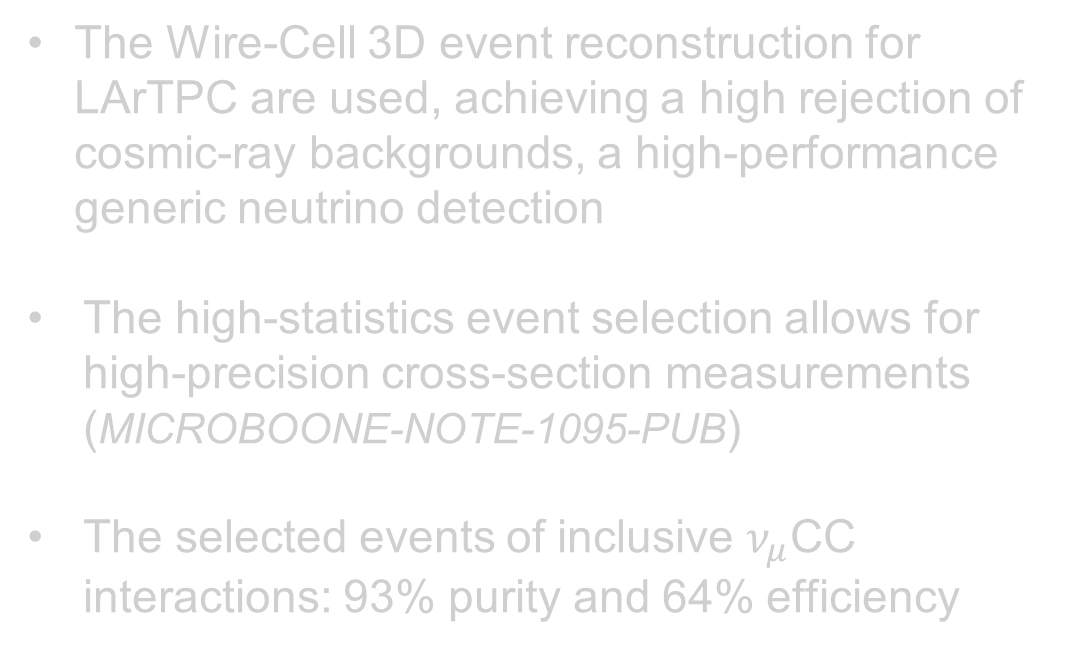 • The Wire-Cell 3D event reconstruction for
LArTPC are used, achieving a high rejection of
cosmic-ray backgrounds, a high-performance
generic neutrino detection
• The high-statistics event selection allows for
high-precision cross-section measurements
(MICROBOONE-NOTE-1095-PUB)
• The selected events of inclusive νμCC
interactions: 93% purity and 64% efficiency